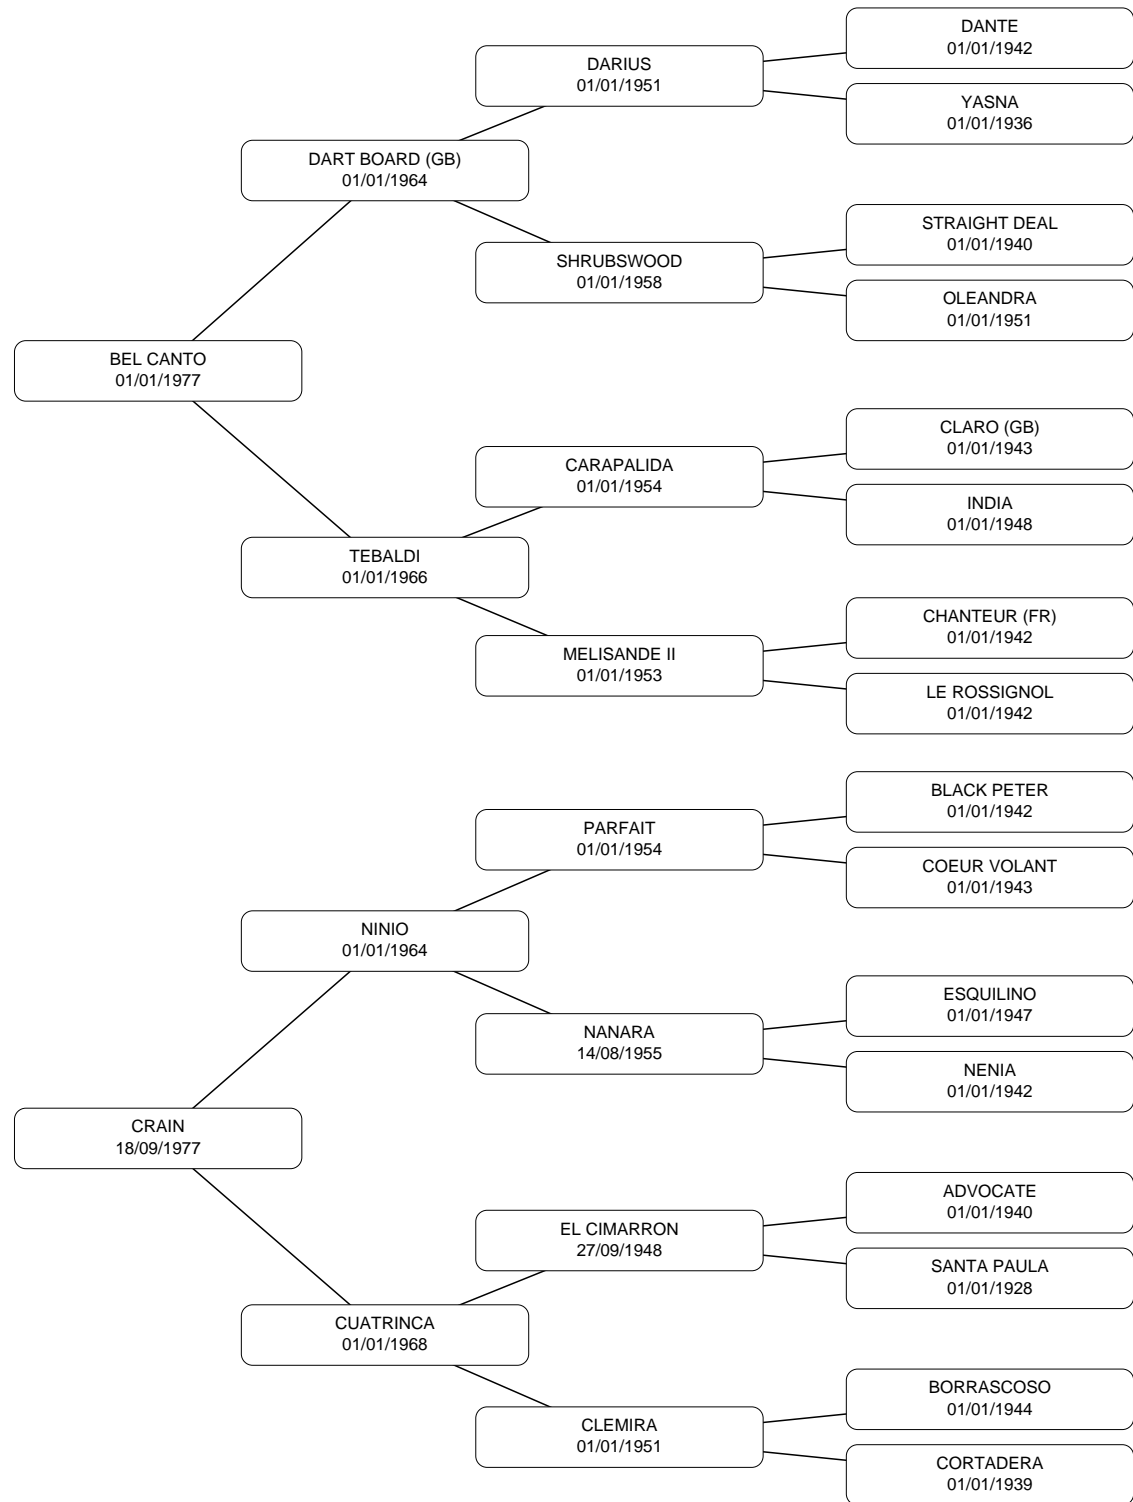 DANTE
01/01/1942
DARIUS
01/01/1951
YASNA
01/01/1936
DART BOARD (GB)
01/01/1964
STRAIGHT DEAL
01/01/1940
SHRUBSWOOD
01/01/1958
OLEANDRA
01/01/1951
BEL CANTO
01/01/1977
CLARO (GB)
01/01/1943
CARAPALIDA
01/01/1954
INDIA
01/01/1948
TEBALDI
01/01/1966
CHANTEUR (FR)
01/01/1942
MELISANDE II
01/01/1953
LE ROSSIGNOL
01/01/1942
BLACK PETER
01/01/1942
PARFAIT
01/01/1954
COEUR VOLANT
01/01/1943
NINIO
01/01/1964
ESQUILINO
01/01/1947
NANARA
14/08/1955
NENIA
01/01/1942
CRAIN
18/09/1977
ADVOCATE
01/01/1940
EL CIMARRON
27/09/1948
SANTA PAULA
01/01/1928
CUATRINCA
01/01/1968
BORRASCOSO
01/01/1944
CLEMIRA
01/01/1951
CORTADERA
01/01/1939